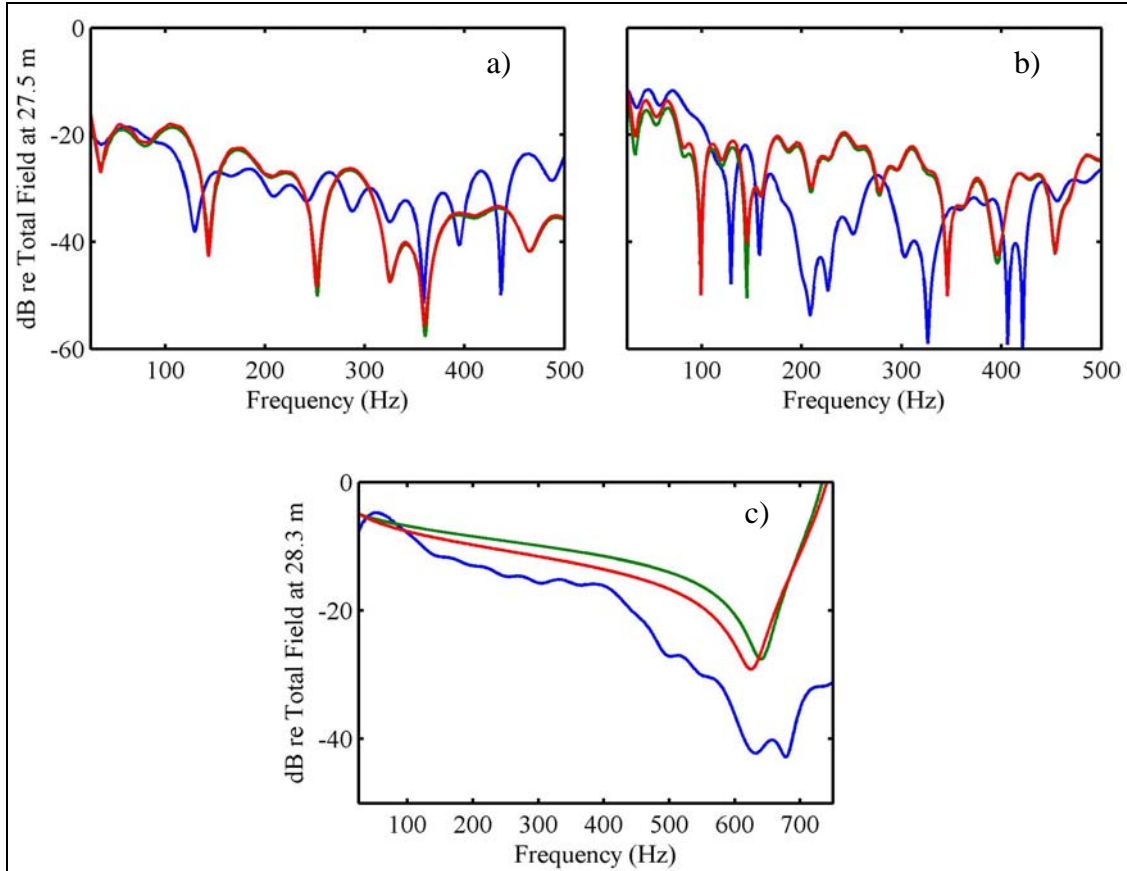 a)
b)
dB re Total Field at 27.5 m
0
-20
-40
-60
100 200 300 400 500
100 200 300 400 500
Frequency (Hz)
Frequency (Hz)
c)
dB re Total Field at 28.3 m
0
-20
-40
100 200 300 400 500 600 700
Frequency (Hz)